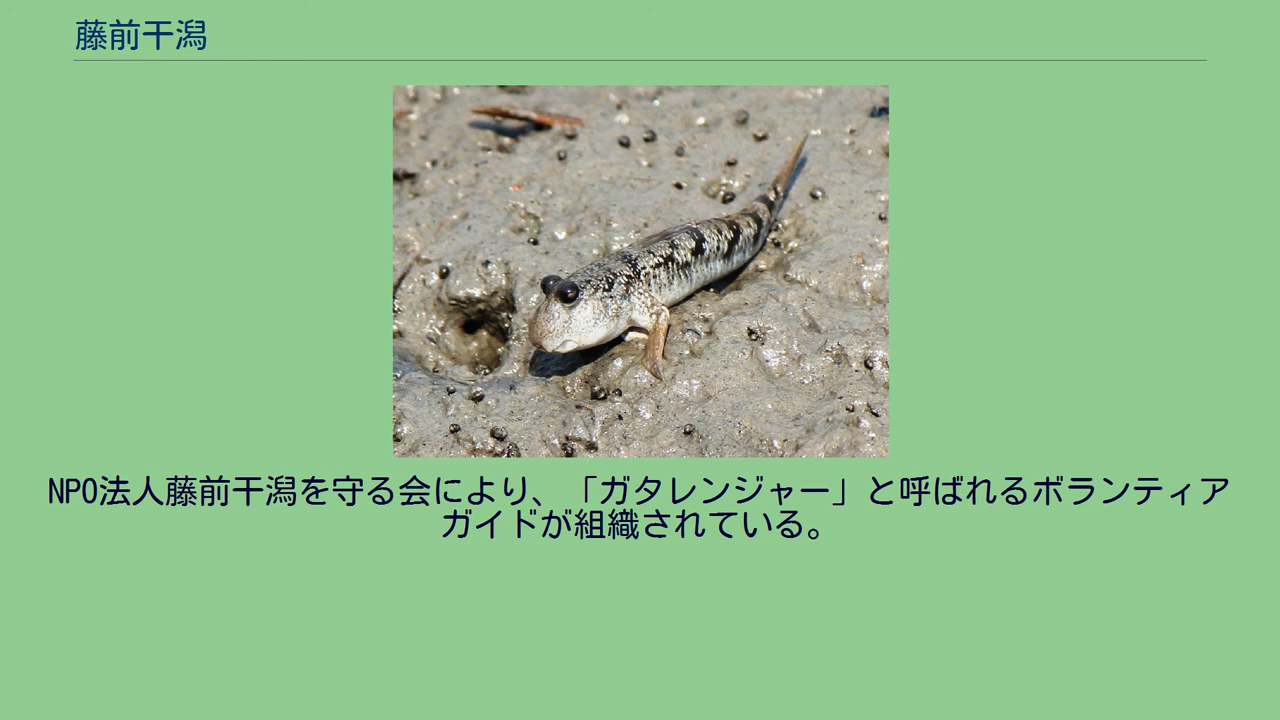 藤前干潟
NPO法人藤前干潟を守る会により、「ガタレンジャー」と呼ばれるボランティア
ガイドが組織されている。